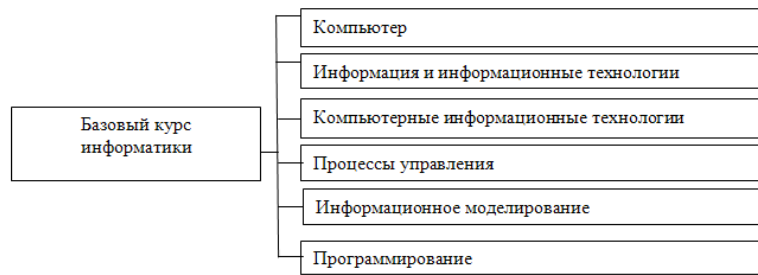 Компьютер
Информация и информационные технологии
Базовый курс
информатики
Компьютерные информационные технологии
Процессы управления
Информационное моделирование
Программирование